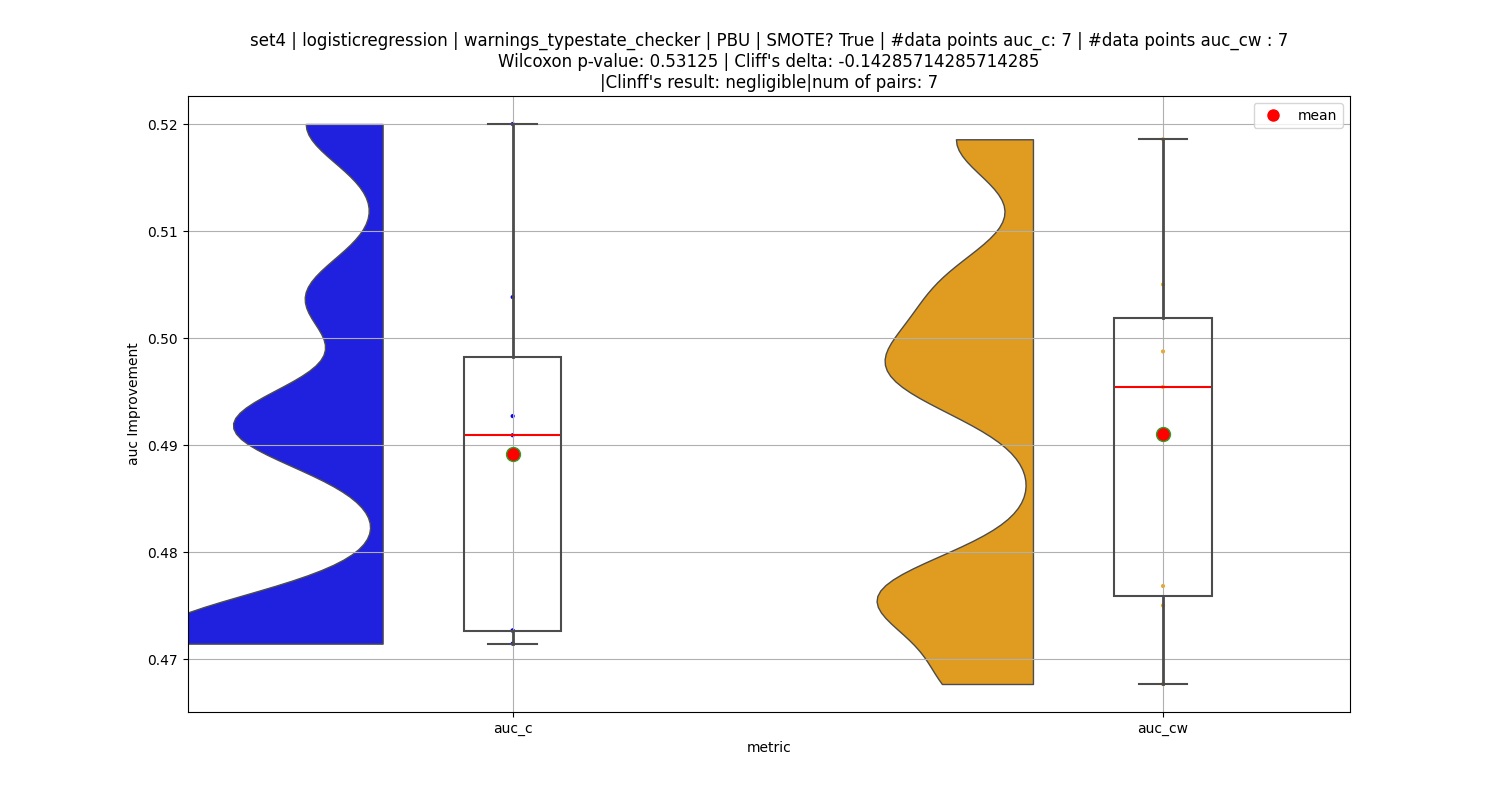 set4 | logisticregression | warnings_typestate_checker | PBU | SMOTE? True | #data points auc_c: 7 | #data points auc_cw : 7
Wilcoxon p-value: 0.53125 | Cliff's delta: -0.14285714285714285
|Clinff's result: negligible|num of pairs: 7
mean
0.52
0.51
0.50
0.49
0.48
0.47
auc Improvement
auc_c
auc_cw
metric